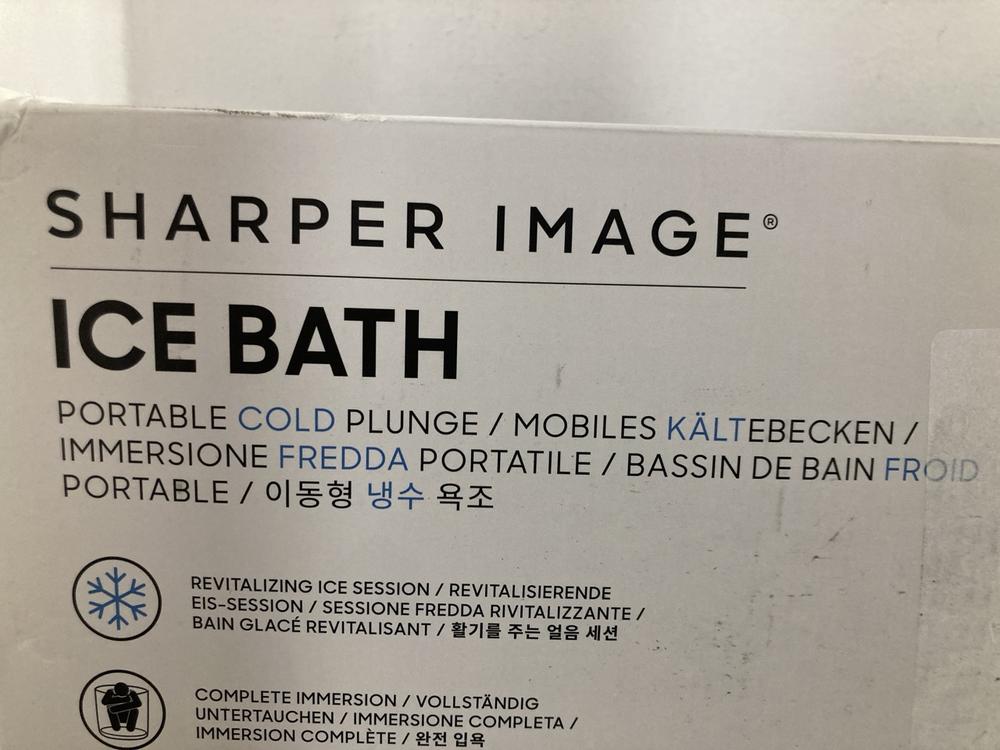 SHARPER IMAGE®
ICE BATH
PORTABLE COLD PLUNGE / MOBILES KÄLTEBECKEN /
IMMERSIONE FREDDA PORTATILE / BASSIN DE BAIN FROID
PORTABLE / 이동형 냉수 욕조
REVITALIZING ICE SESSION / REVITALISIERENDE
EIS-SESSION / SESSIONE FREDDA RIVITALIZZANTE /
BAIN GLACÉ REVITALISANT / 활기를 주는 얼음 세션
COMPLETE IMMERSION / VOLLSTÄNDIG
UNTERTAUCHEN / IMMERSIONE COMPLETA /
IMMERSION COMPLÈTE / 완전 입욕